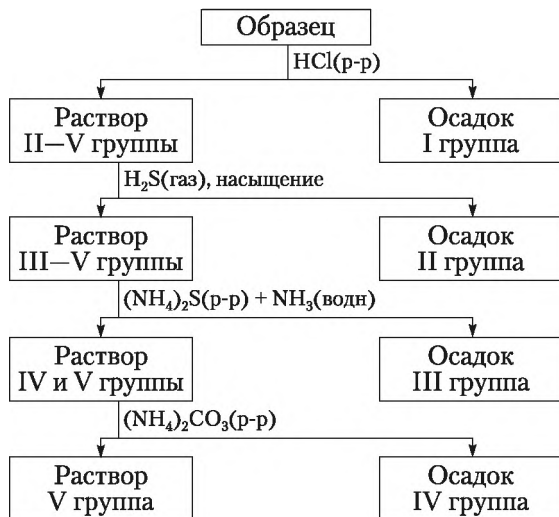 Образец
HCl(р-р)
Раствор
II—V группы
Осадок
I группа
H₂S(газ), насыщение
Раствор
III—V группы
Осадок
II группа
(NH₄)₂S(р-р) + NH₃(водн)
Раствор
IV и V группы
Осадок
III группа
(NH₄)₂CO₃(р-р)
Раствор
V группа
Осадок
IV группа